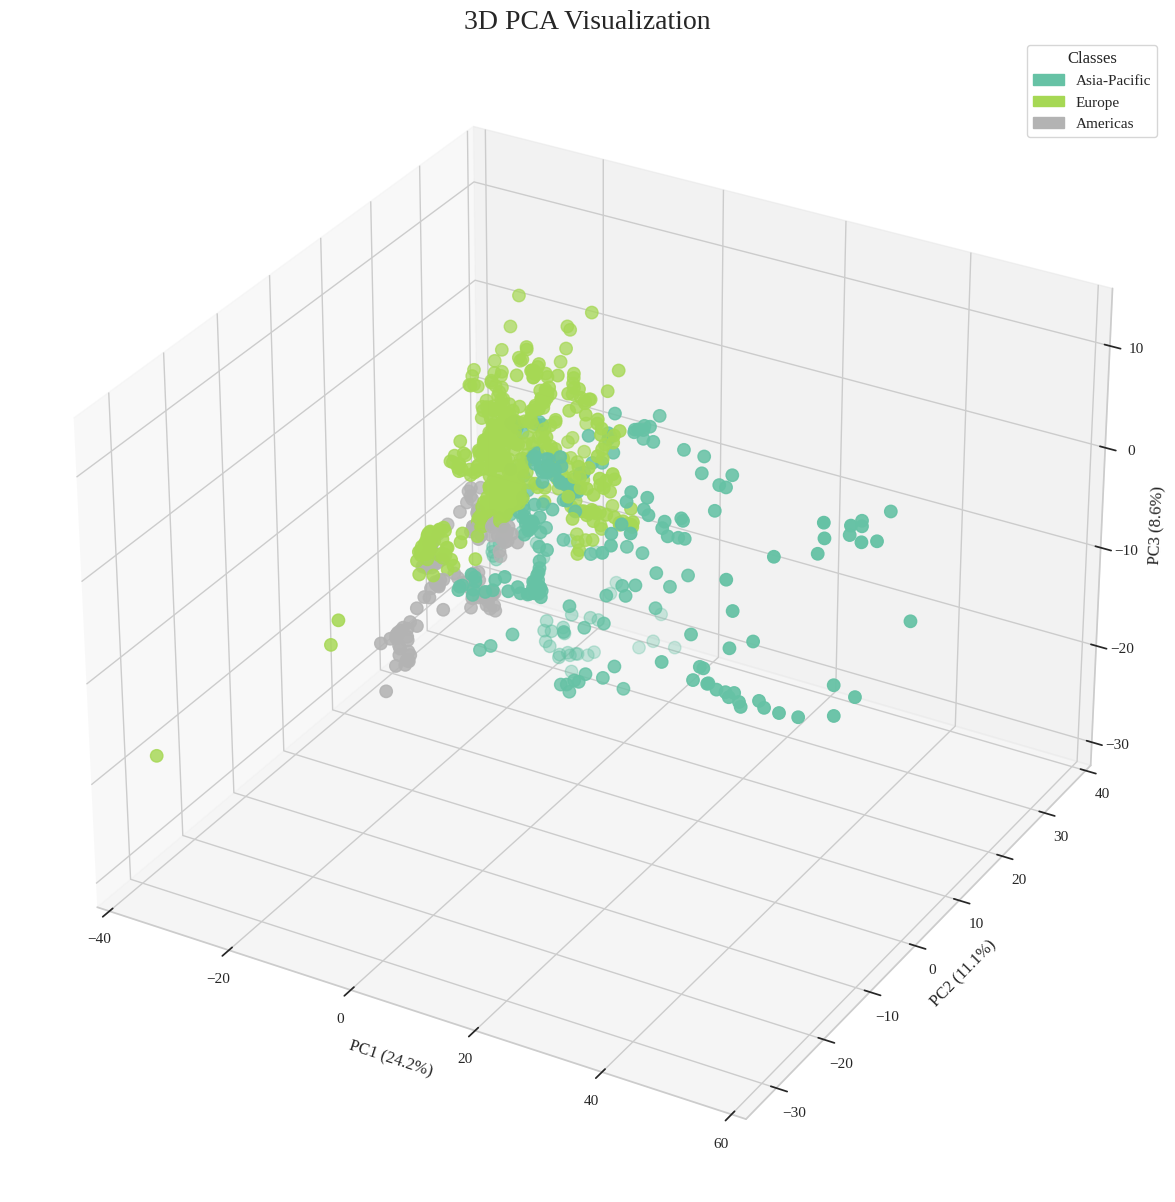 3D PCA Visualization
Classes
Asia-Pacific
Europe
Americas
10
0
−10
−20
−30
PC3 (8.6%)
40
30
20
10
0
−10
−20
−30
PC2 (11.1%)
−40
−20
0
20
40
60
PC1 (24.2%)